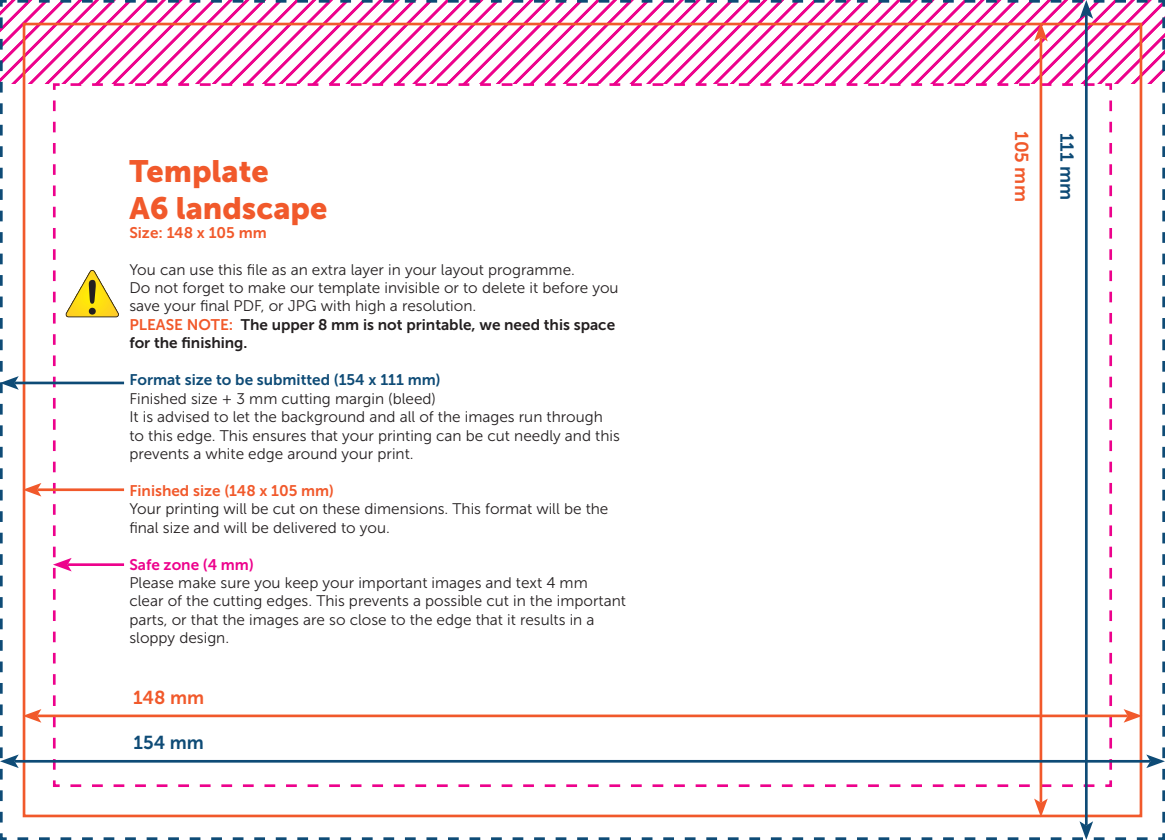 Template
A6 landscape
Size: 148 x 105 mm
You can use this file as an extra layer in your layout programme.
Do not forget to make our template invisible or to delete it before you
save your final PDF, or JPG with high a resolution.
PLEASE NOTE: The upper 8 mm is not printable, we need this space
for the finishing.
Format size to be submitted (154 x 111 mm)
Finished size + 3 mm cutting margin (bleed)
It is advised to let the background and all of the images run through
to this edge. This ensures that your printing can be cut needly and this
prevents a white edge around your print.
Finished size (148 x 105 mm)
Your printing will be cut on these dimensions. This format will be the
final size and will be delivered to you.
Safe zone (4 mm)
Please make sure you keep your important images and text 4 mm
clear of the cutting edges. This prevents a possible cut in the important
parts, or that the images are so close to the edge that it results in a
sloppy design.
148 mm
154 mm
105 mm
111 mm